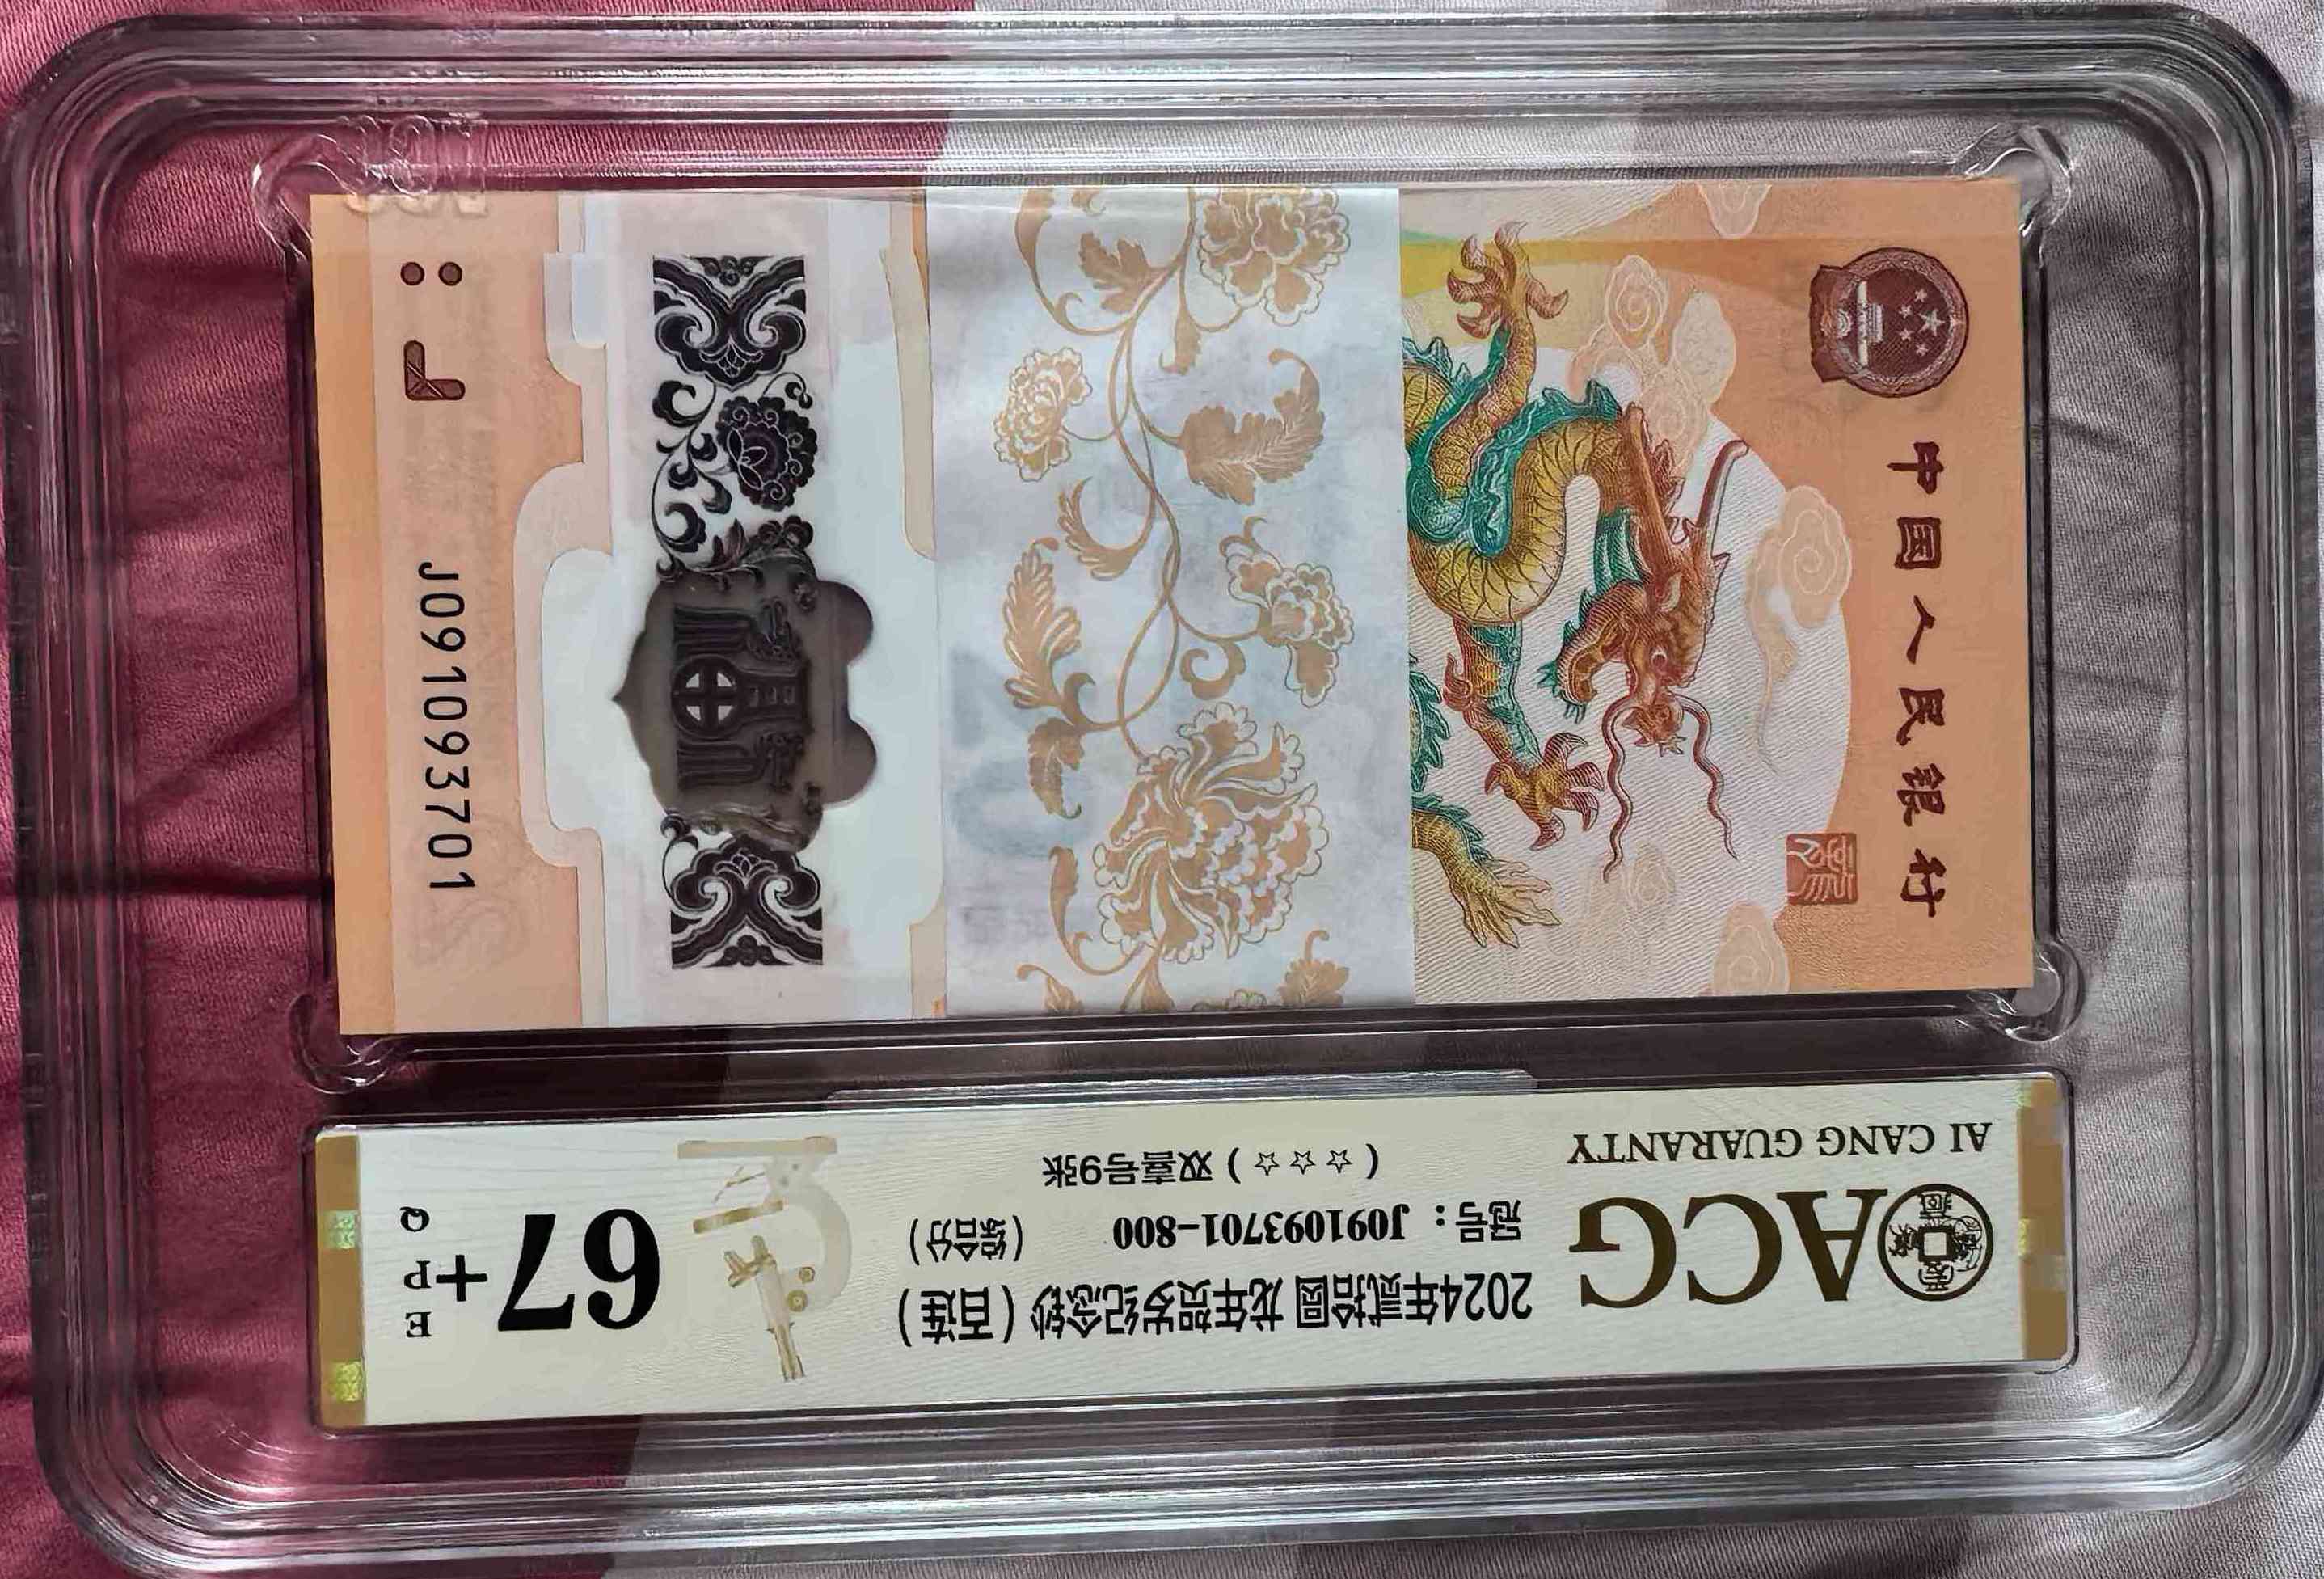 中国人民银行
J091093701
ACG
AI CANG GUARANTY
2024年贰拾圆 龙年贺岁纪念钞（百连）
冠号：J091093701-800 （综合分）
（☆☆☆）双喜号9张
67+
E
P
Q